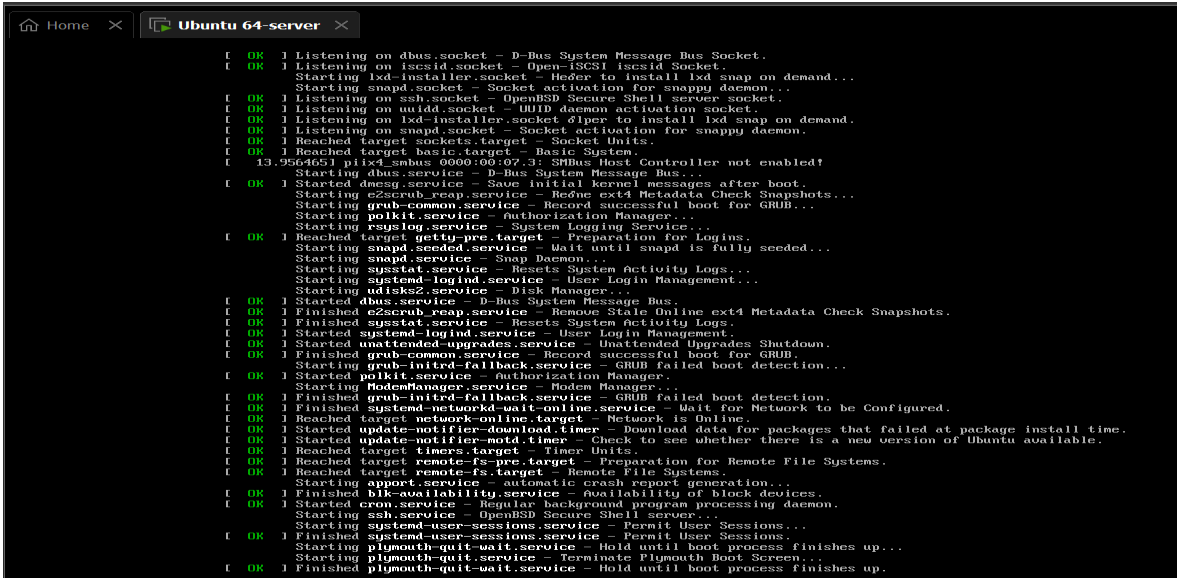 Home
Ubuntu 64-server
[ OK ] Listening on dbus.socket - D-Bus System Message Bus Socket.
[ OK ] Listening on iscsid.socket - Open-iSCSI iscsid Socket.
Starting lxd-installer.socket - Heðer to install lxd snap on demand...
Starting snapd.socket - Socket activation for snappy daemon...
[ OK ] Listening on ssh.socket - OpenBSD Secure Shell server socket.
[ OK ] Listening on uuidd.socket - UUID daemon activation socket.
[ OK ] Listening on lxd-installer.socket ðlper to install lxd snap on demand.
[ OK ] Listening on snapd.socket - Socket activation for snappy daemon.
[ OK ] Reached target sockets.target - Socket Units.
[ OK ] Reached target basic.target - Basic System.
[ 13.956465] piix4_smbus 0000:00:07.3: SMBus Host Controller not enabled!
Starting dbus.service - D-Bus System Message Bus...
[ OK ] Started dmesg.service - Save initial kernel messages after boot.
Starting e2scrub_reap.service - Reðne ext4 Metadata Check Snapshots...
Starting grub-common.service - Record successful boot for GRUB...
Starting polkit.service - Authorization Manager...
Starting rsyslog.service - System Logging Service...
[ OK ] Reached target getty-pre.target - Preparation for Logins.
Starting snapd.seeded.service - Wait until snapd is fully seeded...
Starting snapd.service - Snap Daemon...
Starting sysstat.service - Resets System Activity Logs...
Starting systemd-logind.service - User Login Management...
Starting udisks2.service - Disk Manager...
[ OK ] Started dbus.service - D-Bus System Message Bus.
[ OK ] Finished e2scrub_reap.service - Remove Stale Online ext4 Metadata Check Snapshots.
[ OK ] Finished sysstat.service - Resets System Activity Logs.
[ OK ] Started systemd-logind.service - User Login Management.
[ OK ] Started unattended-upgrades.service - Unattended Upgrades Shutdown.
[ OK ] Finished grub-common.service - Record successful boot for GRUB.
Starting grub-initrd-fallback.service - GRUB failed boot detection...
[ OK ] Started polkit.service - Authorization Manager.
Starting ModemManager.service - Modem Manager...
[ OK ] Finished grub-initrd-fallback.service - GRUB failed boot detection.
[ OK ] Finished systemd-networkd-wait-online.service - Wait for Network to be Configured.
[ OK ] Reached target network-online.target - Network is Online.
[ OK ] Started update-notifier-download.timer - Download data for packages that failed at package install time.
[ OK ] Started update-notifier-motd.timer - Check to see whether there is a new version of Ubuntu available.
[ OK ] Reached target timers.target - Timer Units.
[ OK ] Reached target remote-fs-pre.target - Preparation for Remote File Systems.
[ OK ] Reached target remote-fs.target - Remote File Systems.
Starting apport.service - automatic crash report generation...
[ OK ] Finished blk-availability.service - Availability of block devices.
[ OK ] Started cron.service - Regular background program processing daemon.
Starting ssh.service - OpenBSD Secure Shell server...
Starting systemd-user-sessions.service - Permit User Sessions...
[ OK ] Finished systemd-user-sessions.service - Permit User Sessions.
Starting plymouth-quit-wait.service - Hold until boot process finishes up...
Starting plymouth-quit.service - Terminate Plymouth Boot Screen...
[ OK ] Finished plymouth-quit-wait.service - Hold until boot process finishes up.